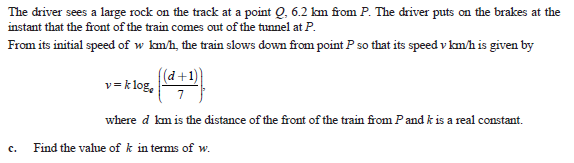 The driver sees a large rock on the track at a point Q, 6.2 km from P. The driver puts on the brakes at the
instant that the front of the train comes out of the tunnel at P.
From its initial speed of w km/h, the train slows down from point P so that its speed v km/h is given by
v = k logₑ ((d + 1)/7),
where d km is the distance of the front of the train from P and k is a real constant.
c. Find the value of k in terms of w.